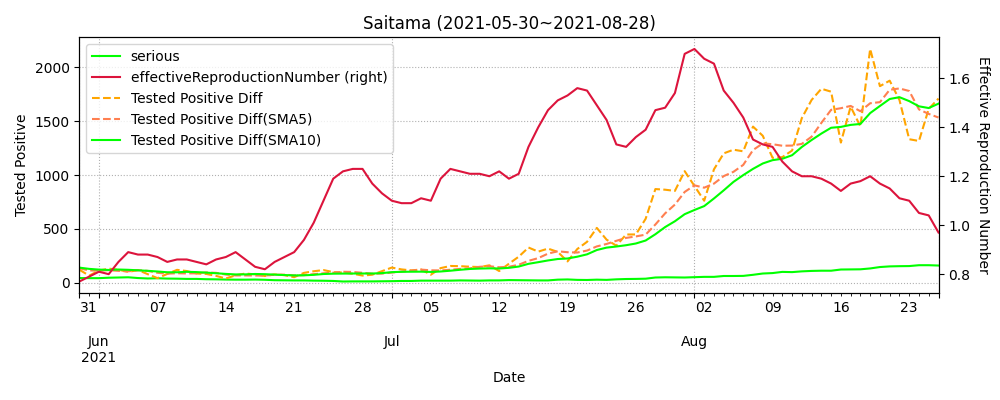 Saitama (2021-05-30~2021-08-28)
serious
effectiveReproductionNumber (right)
Tested Positive Diff
Tested Positive Diff(SMA5)
Tested Positive Diff(SMA10)
Tested Positive
2000
1500
1000
500
0
Effective Reproduction Number
1.6
1.4
1.2
1.0
0.8
31 07 14 21 28 05 12 19 26 02 09 16 23
Jun Jul Aug
2021
Date